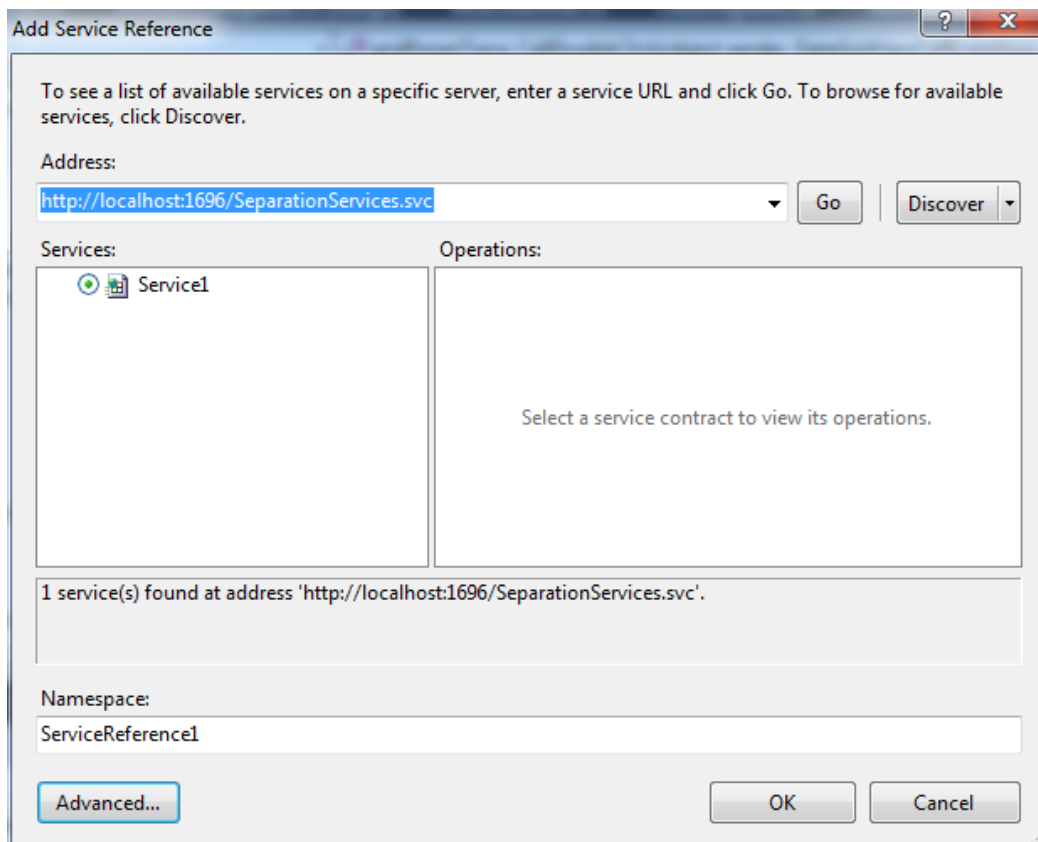 Add Service Reference
?
X
To see a list of available services on a specific server, enter a service URL and click Go. To browse for available
services, click Discover.
Address:
http://localhost:1696/SeparationServices.svc
Go
Discover
Services:
Operations:
Service1
Select a service contract to view its operations.
1 service(s) found at address 'http://localhost:1696/SeparationServices.svc'.
Namespace:
ServiceReference1
Advanced...
OK
Cancel